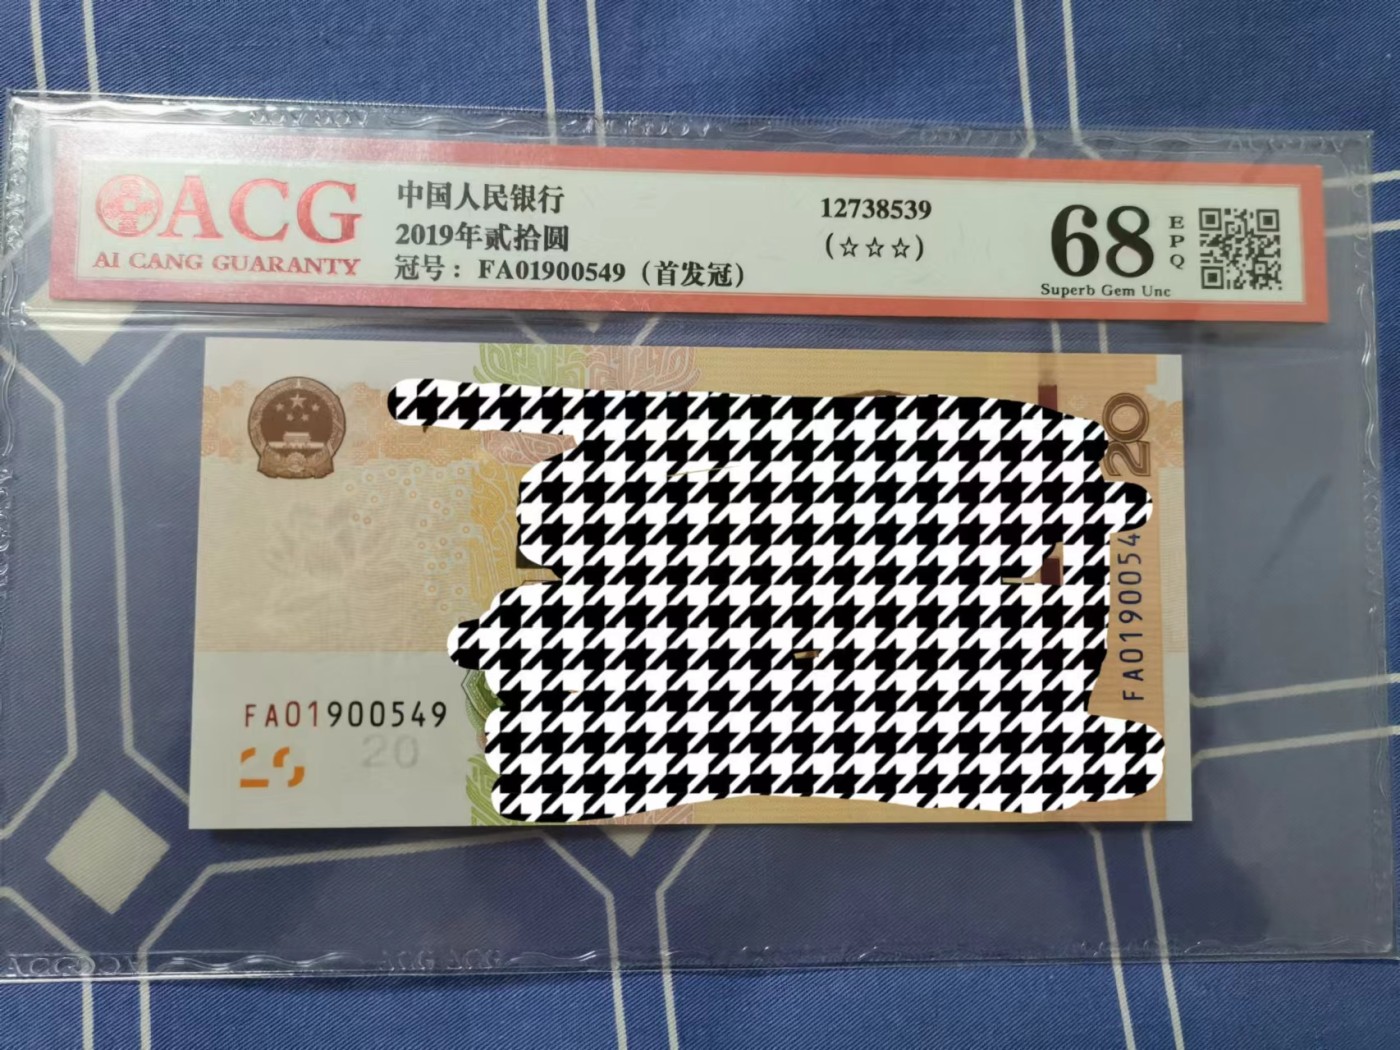 ACG
AI CANG GUARANTY
中国人民银行
2019年贰拾圆
冠号：FA01900549（首发冠）
12738539
(☆☆☆)
68
EPQ
Superb Gem Unc
20
FA0190054
FA01900549
20